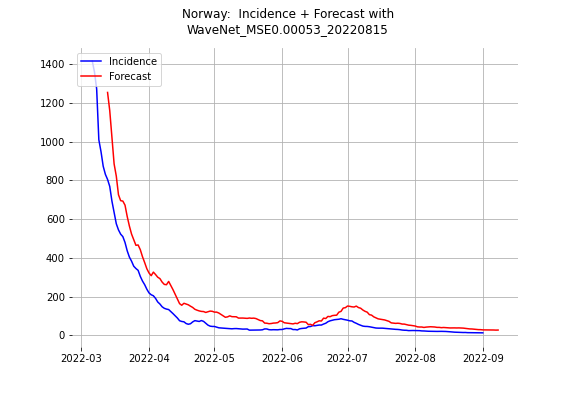 Norway:  Incidence + Forecast with
WaveNet_MSE0.00053_20220815
Incidence
Forecast
1400
1200
1000
800
600
400
200
0
2022-03 2022-04 2022-05 2022-06 2022-07 2022-08 2022-09